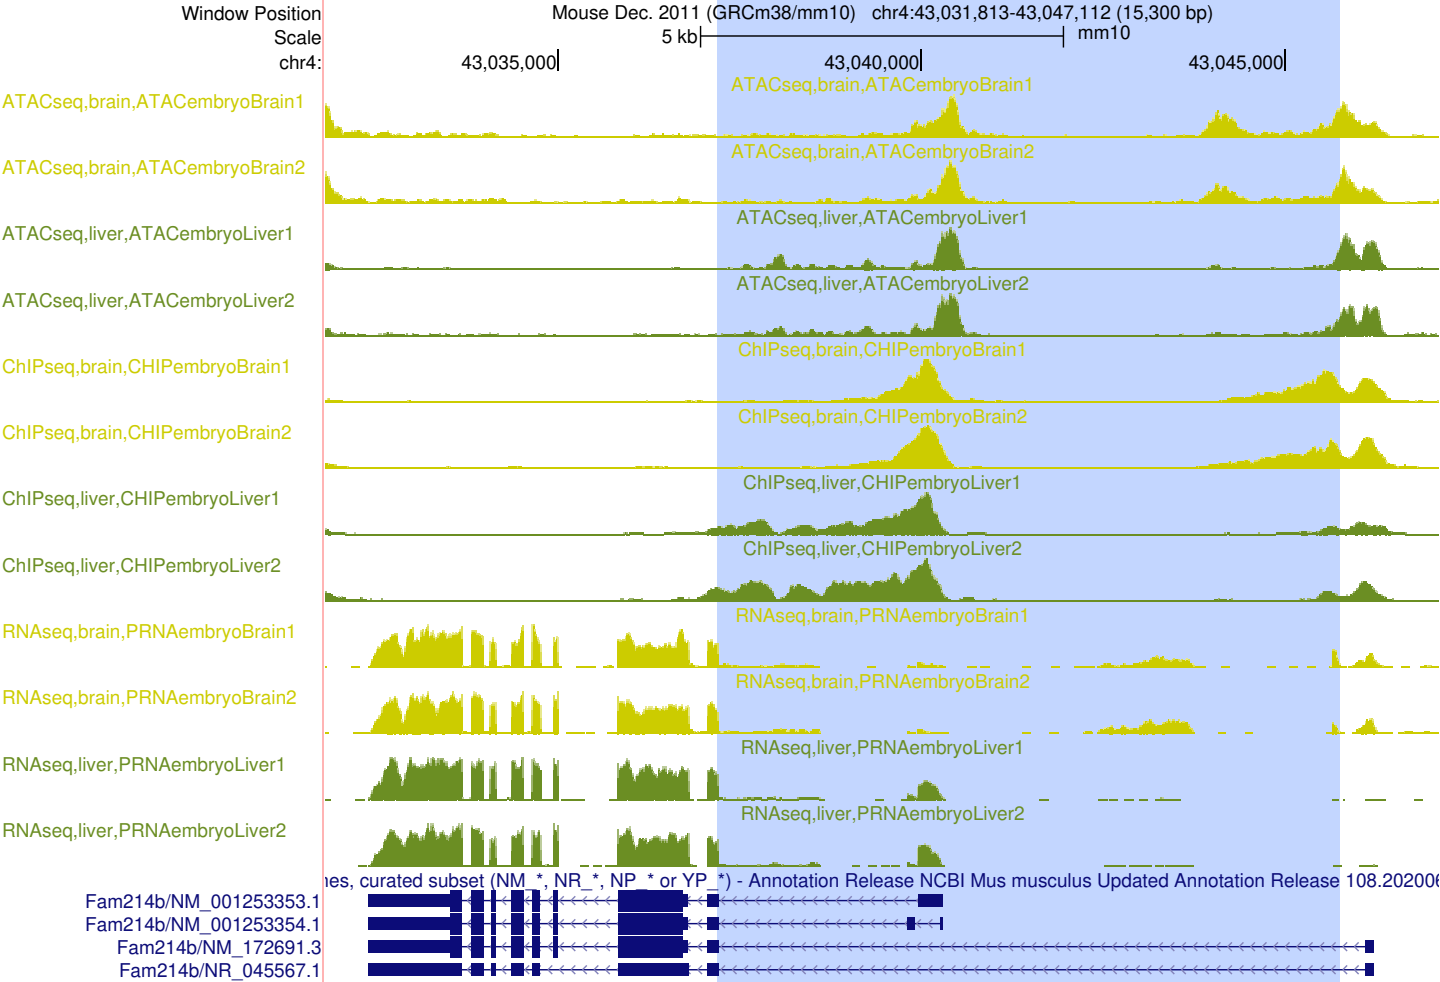 Window Position Mouse Dec. 2011 (GRCm38/mm10) chr4:43,031,813-43,047,112 (15,300 bp)
Scale 5 kb mm10
chr4: 43,035,000 43,040,000 43,045,000
ATACseq,brain,ATACembryoBrain1 ATACseq,brain,ATACembryoBrain1
ATACseq,brain,ATACembryoBrain2 ATACseq,brain,ATACembryoBrain2
ATACseq,liver,ATACembryoLiver1 ATACseq,liver,ATACembryoLiver1
ATACseq,liver,ATACembryoLiver2 ATACseq,liver,ATACembryoLiver2
ChIPseq,brain,CHIPembryoBrain1 ChIPseq,brain,CHIPembryoBrain1
ChIPseq,brain,CHIPembryoBrain2 ChIPseq,brain,CHIPembryoBrain2
ChIPseq,liver,CHIPembryoLiver1 ChIPseq,liver,CHIPembryoLiver1
ChIPseq,liver,CHIPembryoLiver2 ChIPseq,liver,CHIPembryoLiver2
RNAseq,brain,PRNAembryoBrain1 RNAseq,brain,PRNAembryoBrain1
RNAseq,brain,PRNAembryoBrain2 RNAseq,brain,PRNAembryoBrain2
RNAseq,liver,PRNAembryoLiver1 RNAseq,liver,PRNAembryoLiver1
RNAseq,liver,PRNAembryoLiver2 RNAseq,liver,PRNAembryoLiver2
nes, curated subset (NM_*, NR_*, NP_* or YP_*) - Annotation Release NCBI Mus musculus Updated Annotation Release 108.202006
Fam214b/NM_001253353.1
Fam214b/NM_001253354.1
Fam214b/NM_172691.3
Fam214b/NR_045567.1